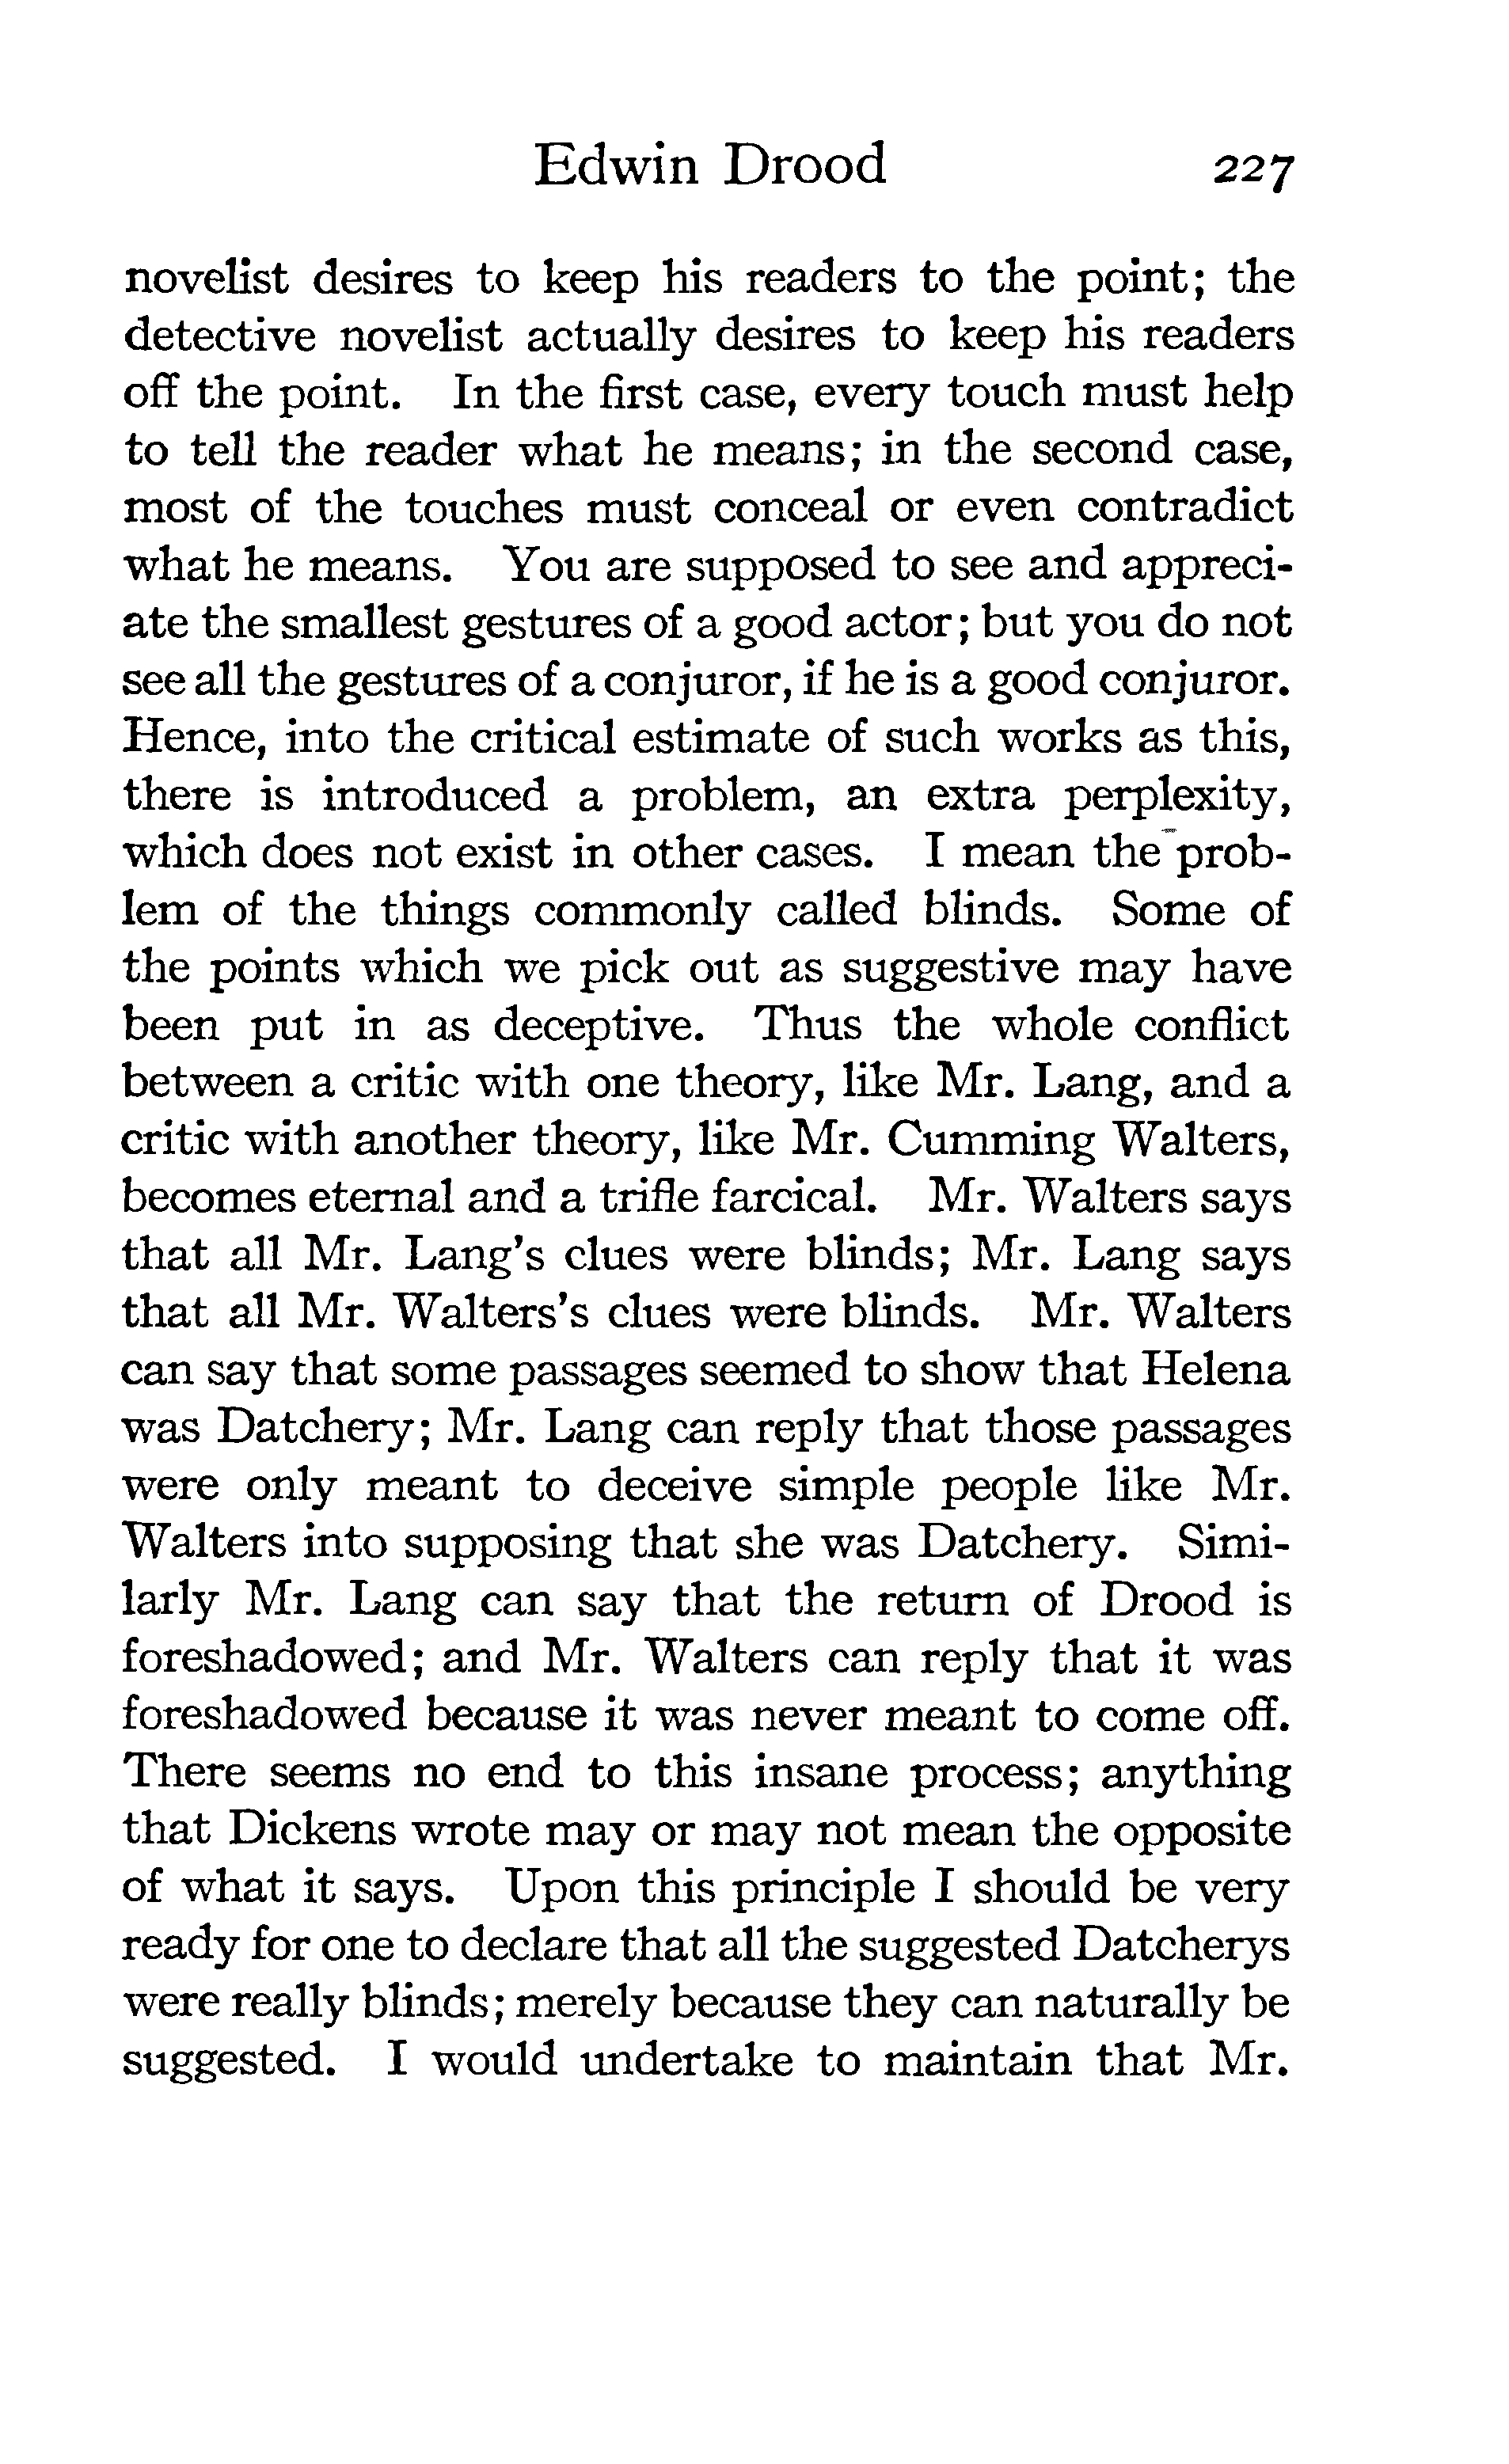 Edwin Drood 227
novelist desires to keep his readers to the point; the
detective novelist actually desires to keep his readers
off the point. In the first case, every touch must help
to tell the reader what he means; in the second case,
most of the touches must conceal or even contradict
what he means. You are supposed to see and appreci-
ate the smallest gestures of a good actor; but you do not
see all the gestures of a conjuror, if he is a good conjuror.
Hence, into the critical estimate of such works as this,
there is introduced a problem, an extra perplexity,
which does not exist in other cases. I mean the prob-
lem of the things commonly called blinds. Some of
the points which we pick out as suggestive may have
been put in as deceptive. Thus the whole conflict
between a critic with one theory, like Mr. Lang, and a
critic with another theory, like Mr. Cumming Walters,
becomes eternal and a trifle farcical. Mr. Walters says
that all Mr. Lang's clues were blinds; Mr. Lang says
that all Mr. Walters's clues were blinds. Mr. Walters
can say that some passages seemed to show that Helena
was Datchery; Mr. Lang can reply that those passages
were only meant to deceive simple people like Mr.
Walters into supposing that she was Datchery. Simi-
larly Mr. Lang can say that the return of Drood is
foreshadowed; and Mr. Walters can reply that it was
foreshadowed because it was never meant to come off.
There seems no end to this insane process; anything
that Dickens wrote may or may not mean the opposite
of what it says. Upon this principle I should be very
ready for one to declare that all the suggested Datcherys
were really blinds; merely because they can naturally be
suggested. I would undertake to maintain that Mr.